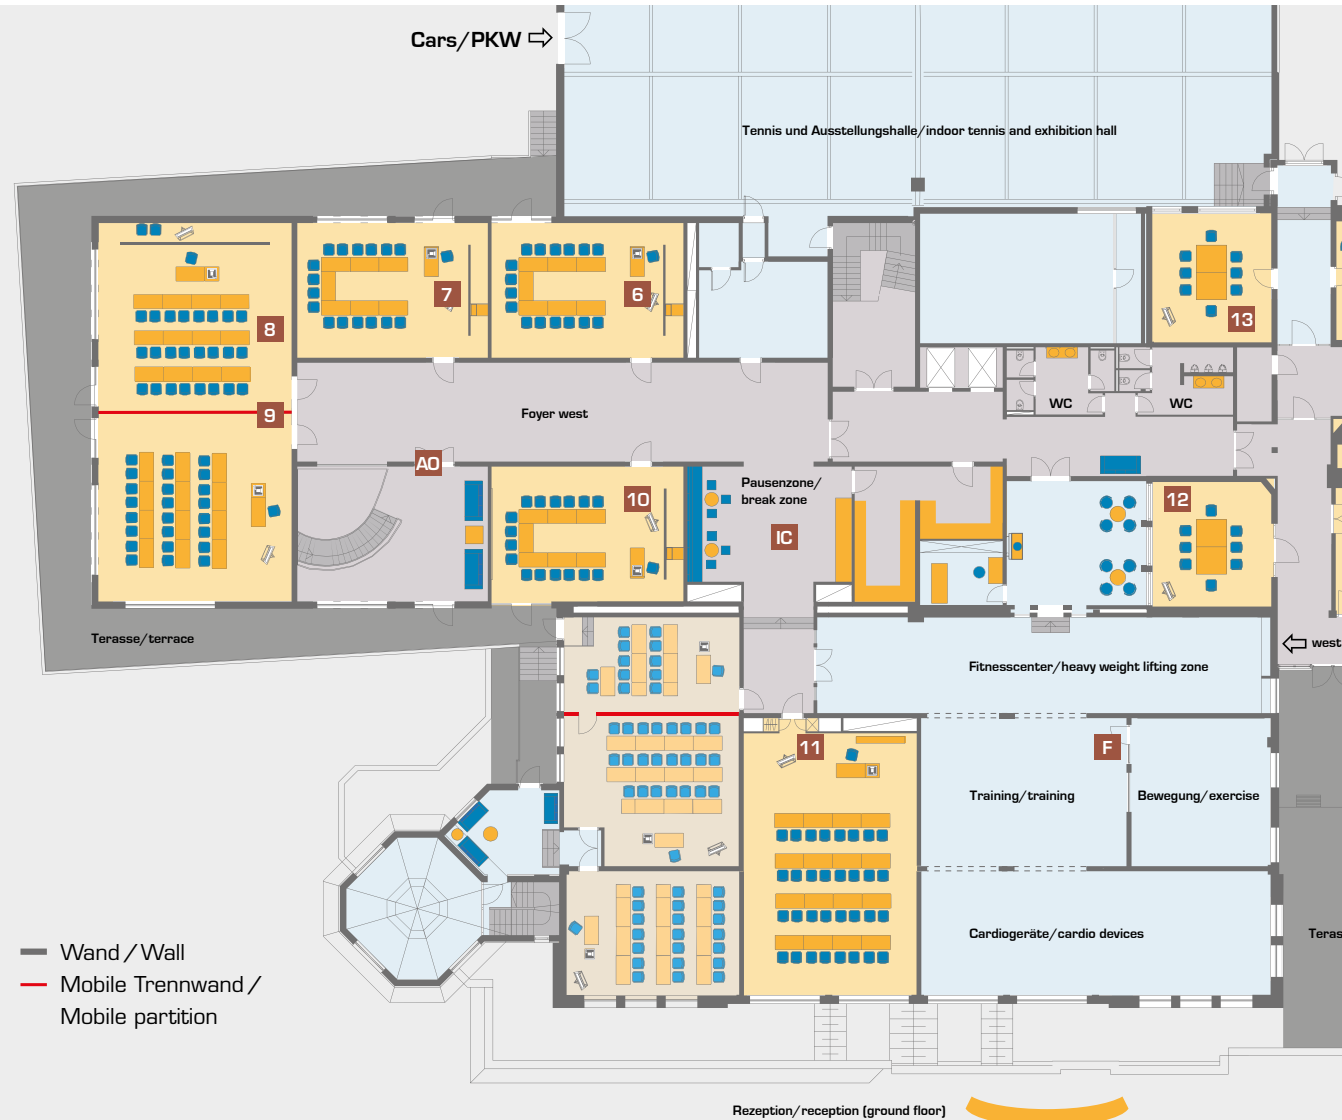 Cars/PKW
Tennis und Ausstellungshalle/indoor tennis and exhibition hall
7
6
8
13
9
Foyer west
WC
WC
A0
Pausenzone/
break zone
10
12
IC
Terasse/terrace
west
Fitnesscenter/heavy weight lifting zone
11
F
Training/training
Bewegung/exercise
Cardiogeräte/cardio devices
Teras
Wand/Wall
Mobile Trennwand/
Mobile partition
Rezeption/reception (ground floor)